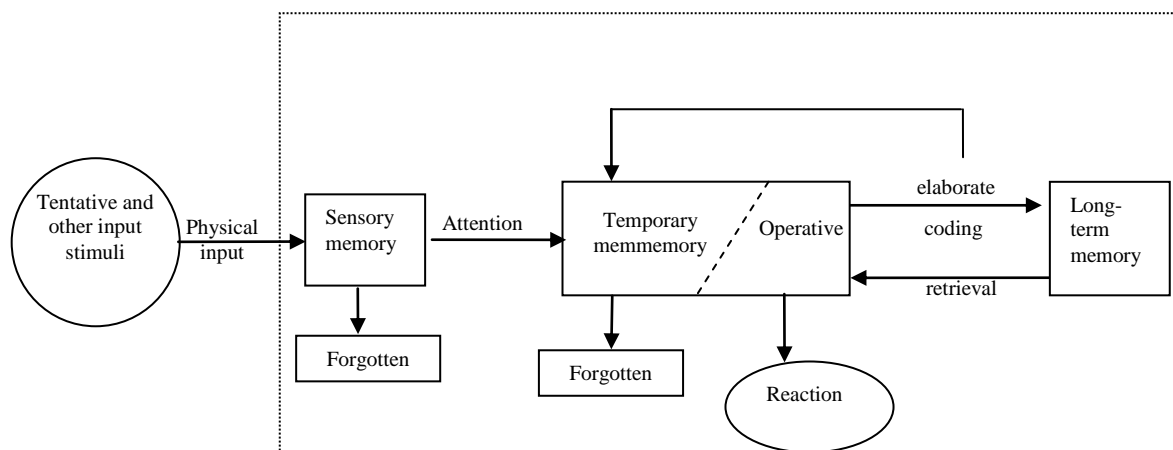 Tentative and
other input
stimuli
Physical
input
Sensory
memory
Attention
Temporary
memmemory
Operative
elaborate
coding
retrieval
Long-
term
memory
Forgotten
Forgotten
Reaction